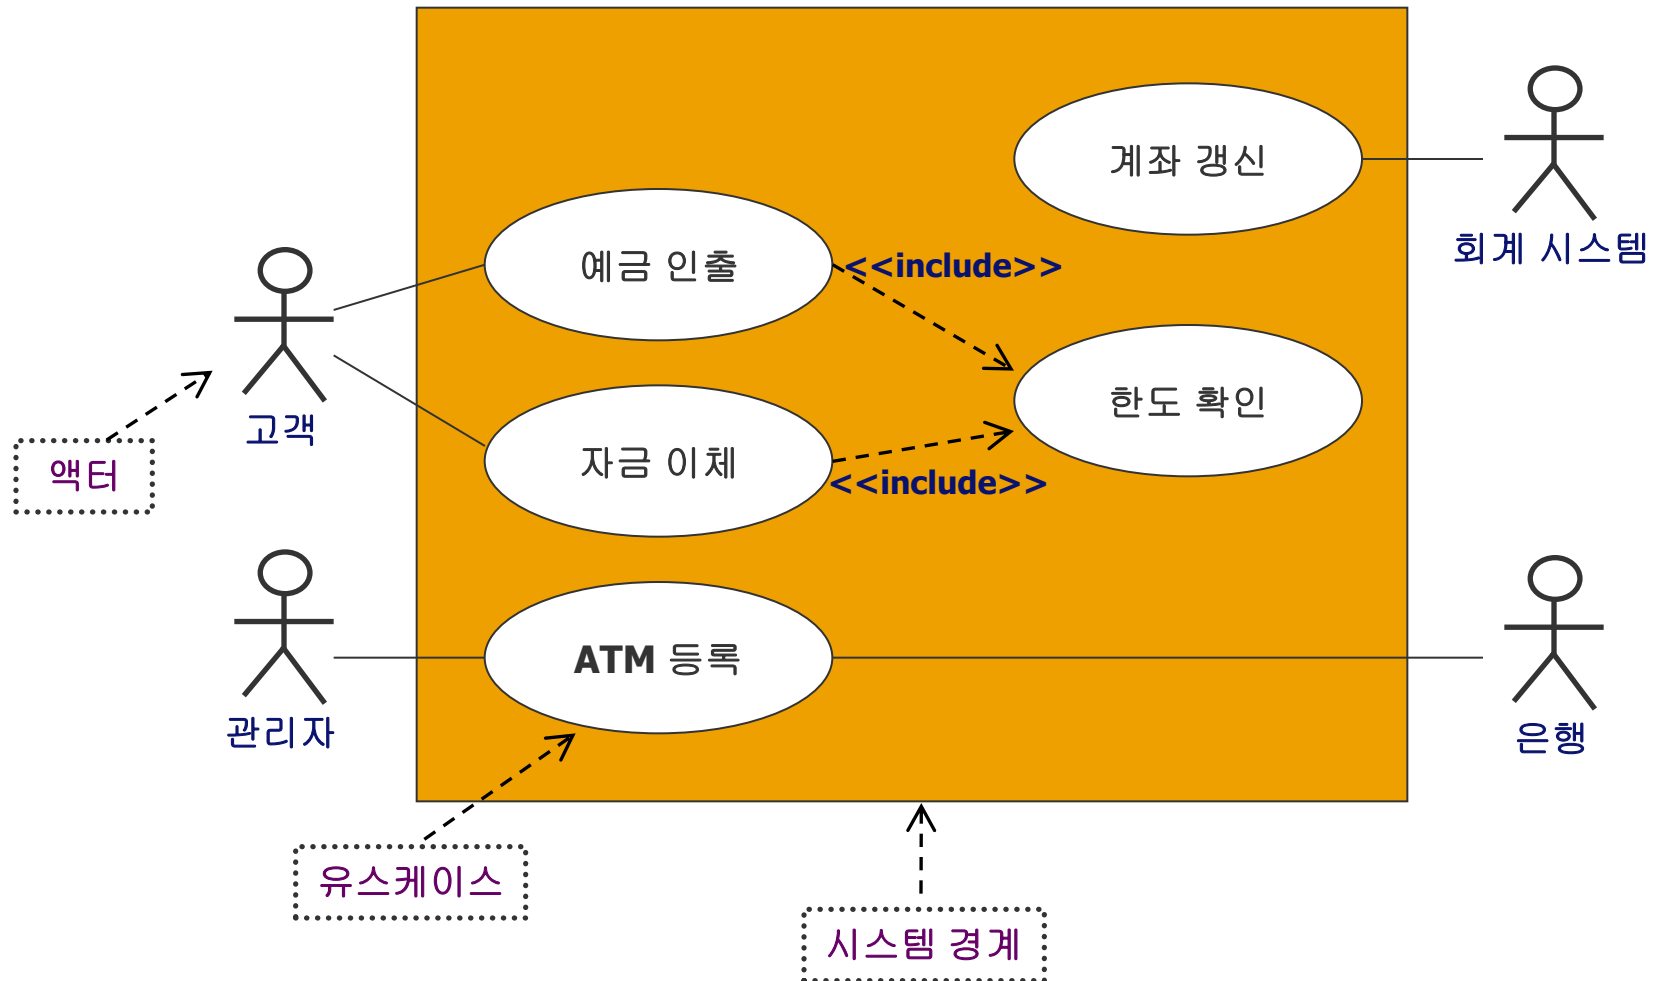 계좌 갱신
회계 시스템
예금 인출
<<include>>
고객
한도 확인
액터
자금 이체
<<include>>
ATM 등록
관리자
은행
유스케이스
시스템 경계